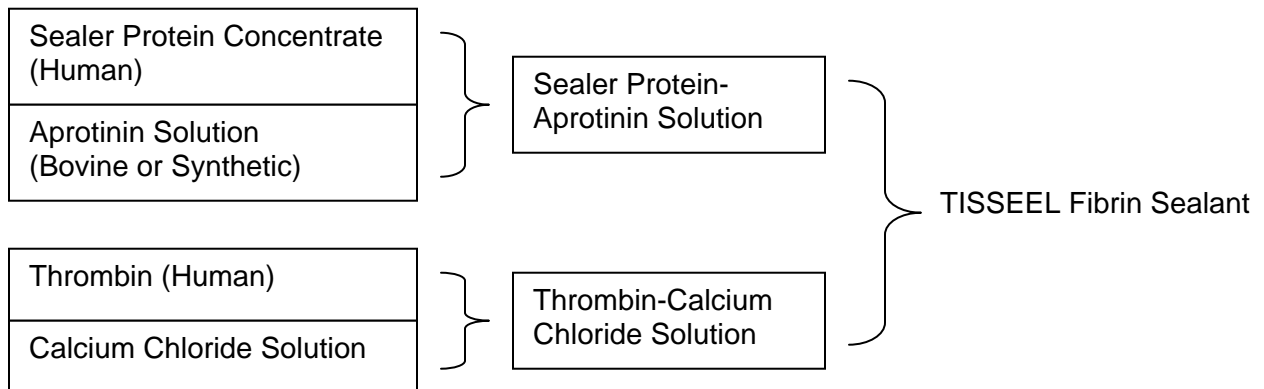 Sealer Protein Concentrate
(Human)
Aprotinin Solution
(Bovine or Synthetic)
Sealer Protein-
Aprotinin Solution
Thrombin (Human)
Calcium Chloride Solution
Thrombin-Calcium
Chloride Solution
TISSEEL Fibrin Sealant